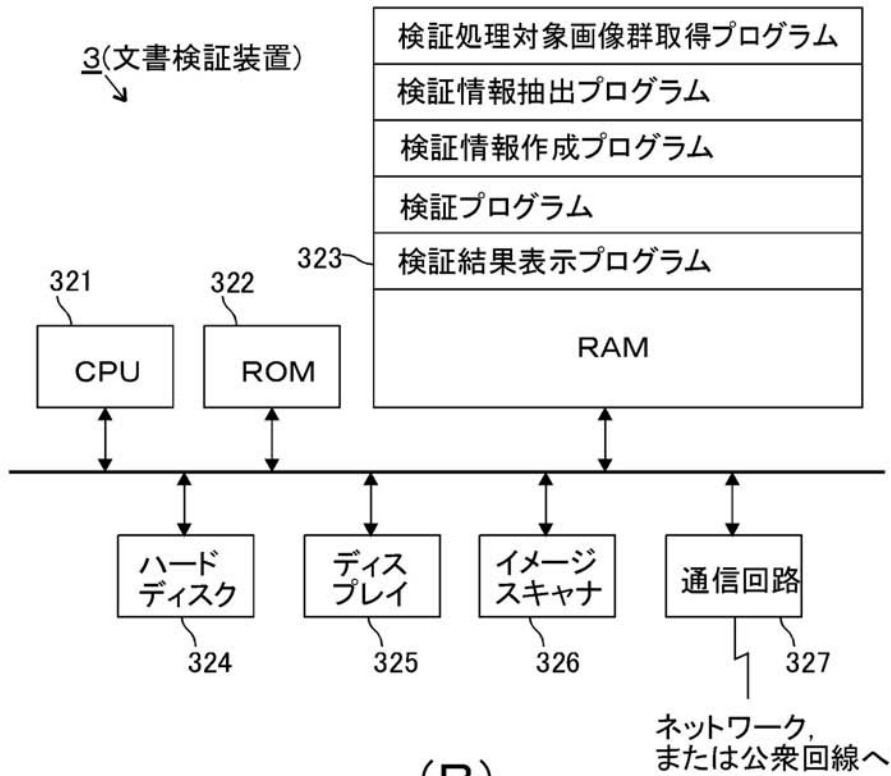 3(文書検証装置)
検証処理対象画像群取得プログラム
検証情報抽出プログラム
検証情報作成プログラム
検証プログラム
323
検証結果表示プログラム
321
322
CPU
ROM
RAM
ハード
ディスク
ディス
プレイ
イメージ
スキャナ
通信回路
324
325
326
327
ネットワーク,
または公衆回線へ
(B)